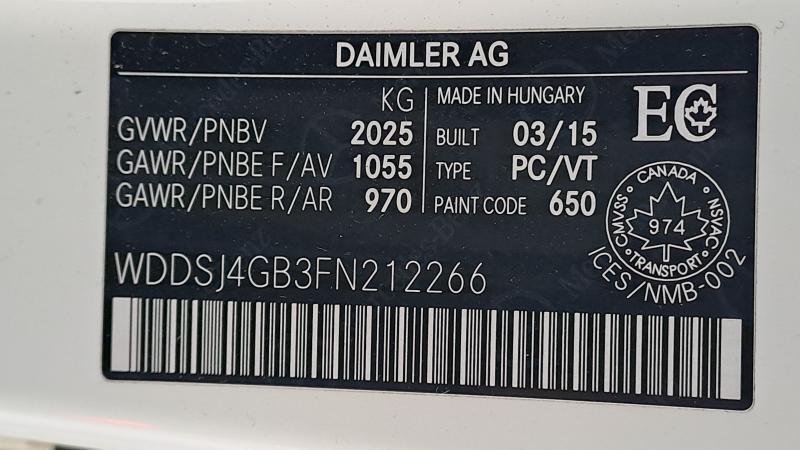 DAIMLER AG
KG
GVWR/PNBV 2025
GAWR/PNBE F/AV 1055
GAWR/PNBE R/AR 970
MADE IN HUNGARY
BUILT 03/15
TYPE PC/VT
PAINT CODE 650
EC
CANADA
CMVSS 974 NSVAC
TRANSPORT
ICES/NMB-002
WDDSJ4GB3FN212266